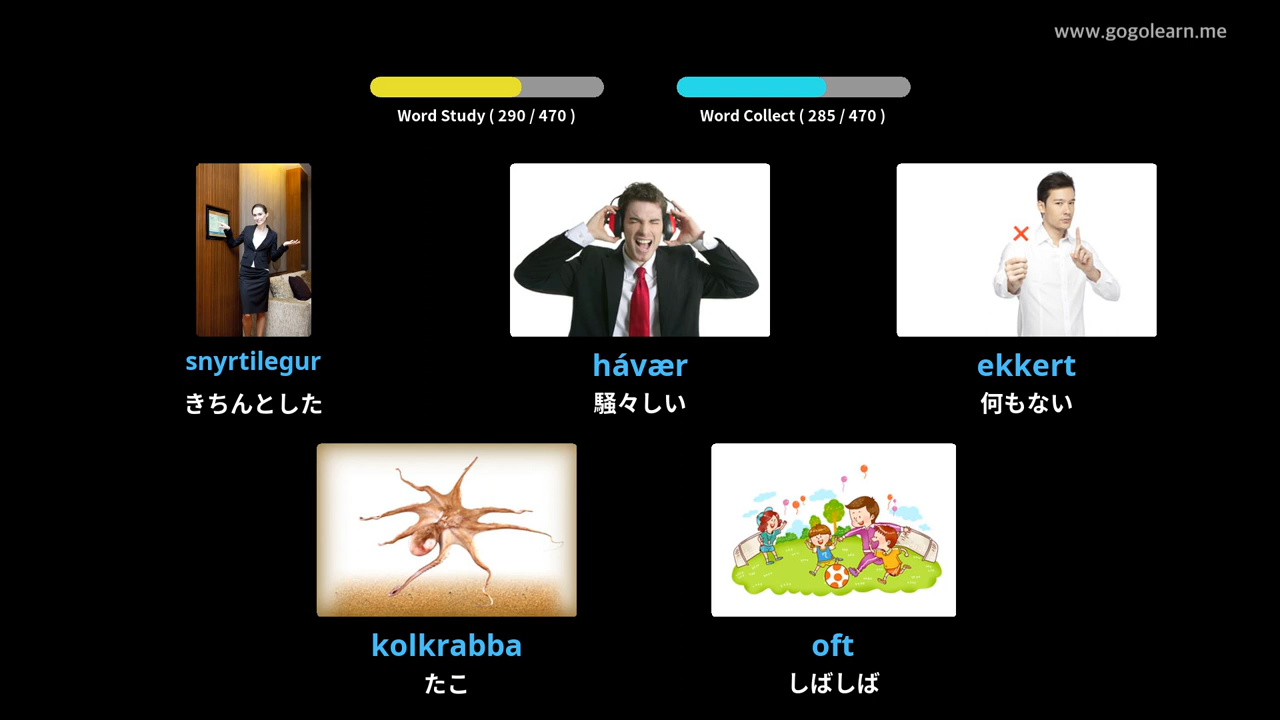 www.gogolearn.me
Word Study ( 290 / 470 )
Word Collect ( 285 / 470 )
snyrtilegur
きちんとした
hávær
騒々しい
ekkert
何もない
kolkrabba
たこ
oft
しばしば